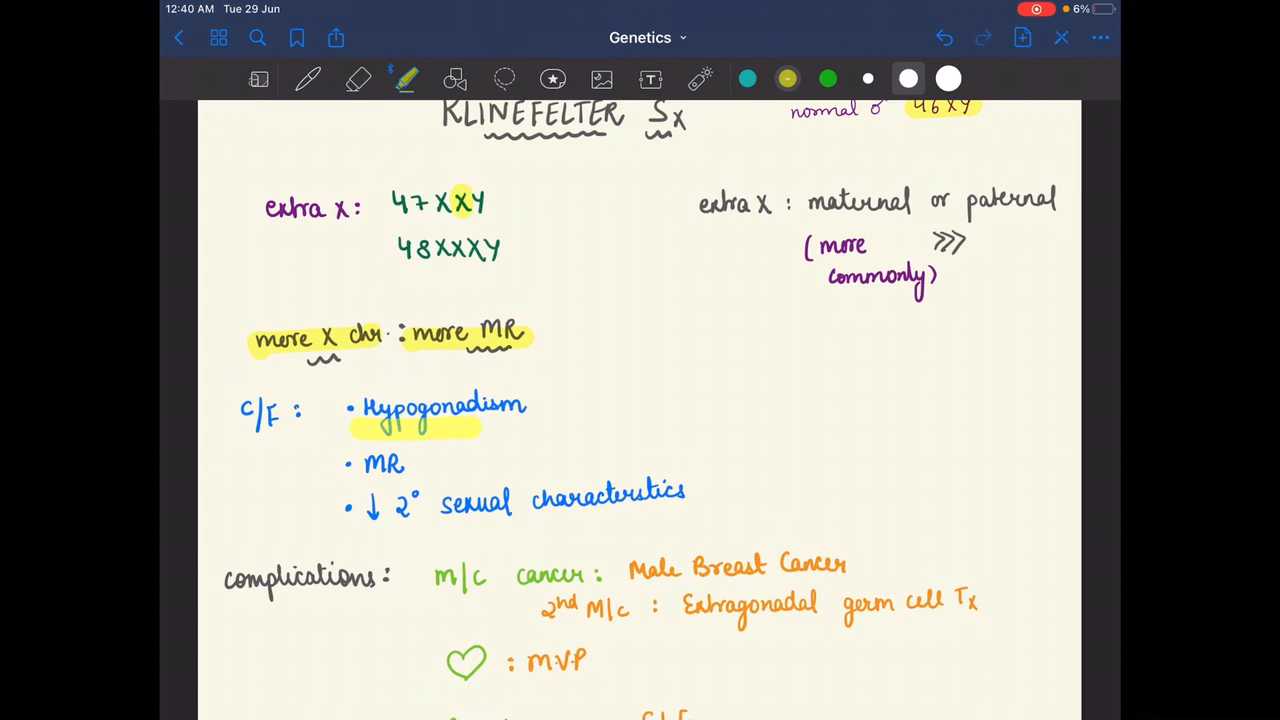 12:40 AM Tue 29 Jun
6%
Genetics
KLINEFELTER Sx
normal ♂ 46XY
extra X: 47XXY
48XXXY
extra X : maternal or paternal
(more >>>
commonly)
more X chr. : more MR
C/F : • Hypogonadism
• MR
• ↓ 2° sexual characterstics
complications: m/c cancer: Male Breast Cancer
2nd M/c : Extragonadal germ cell Tx
♡ : M.V.P